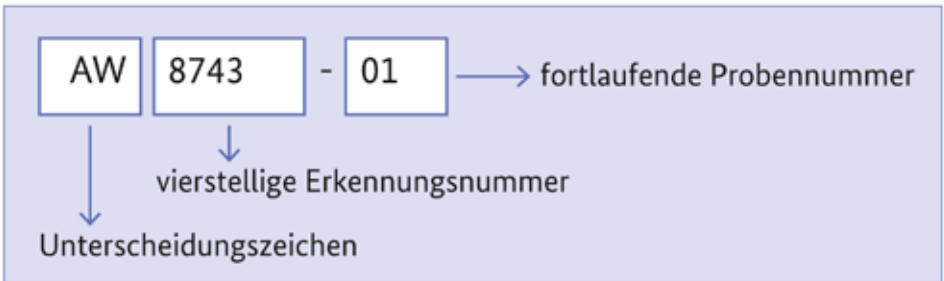 AW 8743 - 01 fortlaufende Probennummer
vierstellige Erkennungsnummer
Unterscheidungszeichen